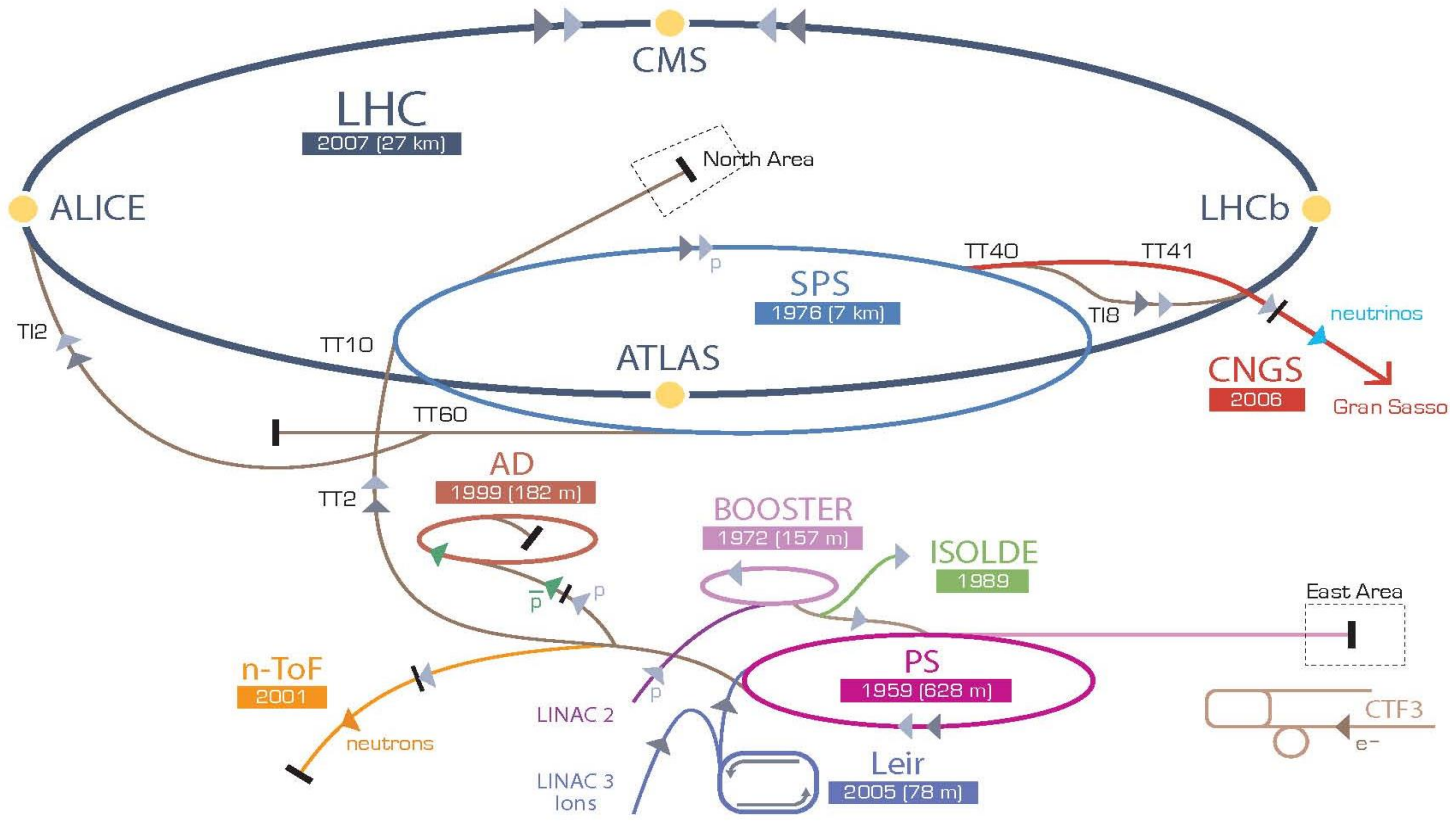 CMS
LHC
2007 (27 km)
North Area
ALICE
LHCb
TT40
TT41
SPS
1976 (7 km)
p
TI8
neutrinos
TI2
TT10
ATLAS
CNGS
2006
Gran Sasso
TT60
AD
1999 (182 m)
TT2
BOOSTER
1972 (157 m)
ISOLDE
1989
p̅
p
East Area
n-ToF
2001
PS
1959 (628 m)
p
LINAC 2
neutrons
CTF3
e−
LINAC 3
Ions
Leir
2005 (78 m)